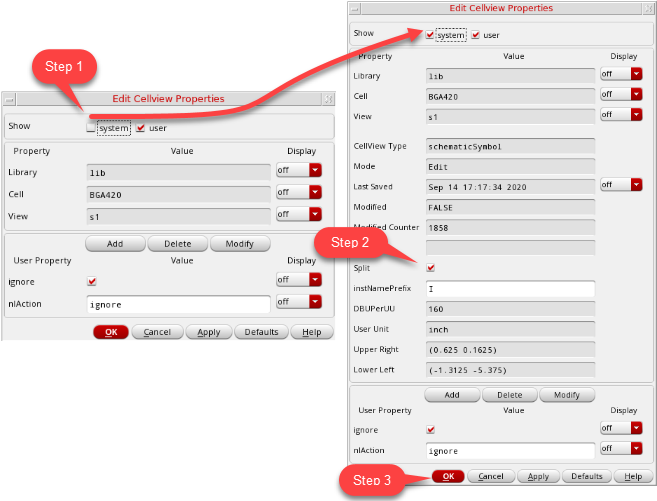 Step 1
Edit Cellview Properties
Show system user
Property Value Display
Library lib off
Cell BGA420 off
View s1 off
Add Delete Modify
User Property Value Display
ignore off
nlAction ignore off
OK Cancel Apply Defaults Help
Edit Cellview Properties
Show system user
Property Value Display
Library lib off
Cell BGA420 off
View s1 off
CellView Type schematicSymbol
Mode Edit
Last Saved Sep 14 17:17:34 2020 off
Modified FALSE
Modified Counter 1858
Step 2
Split
instNamePrefix I
DBUPerUU 160
User Unit inch
Upper Right (0.625 0.1625)
Lower Left (-1.3125 -5.375)
Add Delete Modify
User Property Value Display
ignore off
nlAction ignore off
Step 3
OK Cancel Apply Defaults Help